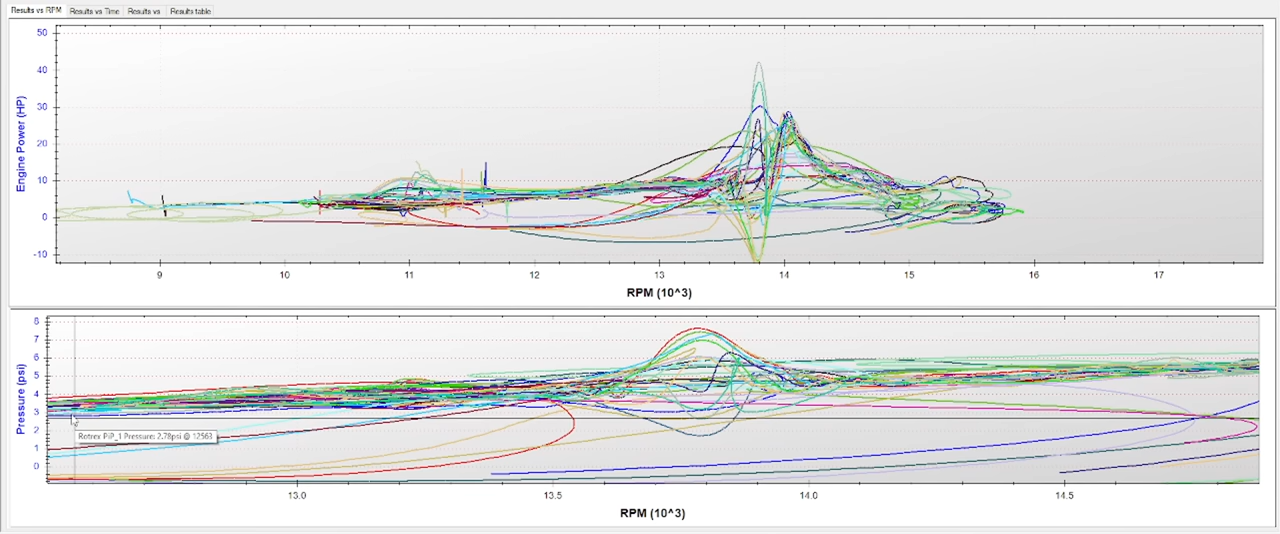 Results vs RPM Results vs Time Results vs Results table
50
40
30
20
10
0
-10
Engine Power (HP)
9 10 11 12 13 14 15 16 17
RPM (10^3)
8
7
6
5
4
3
2
1
0
Pressure (psi)
Rotrex PiP_1 Pressure: 2.78psi @ 12563
13.0 13.5 14.0 14.5
RPM (10^3)